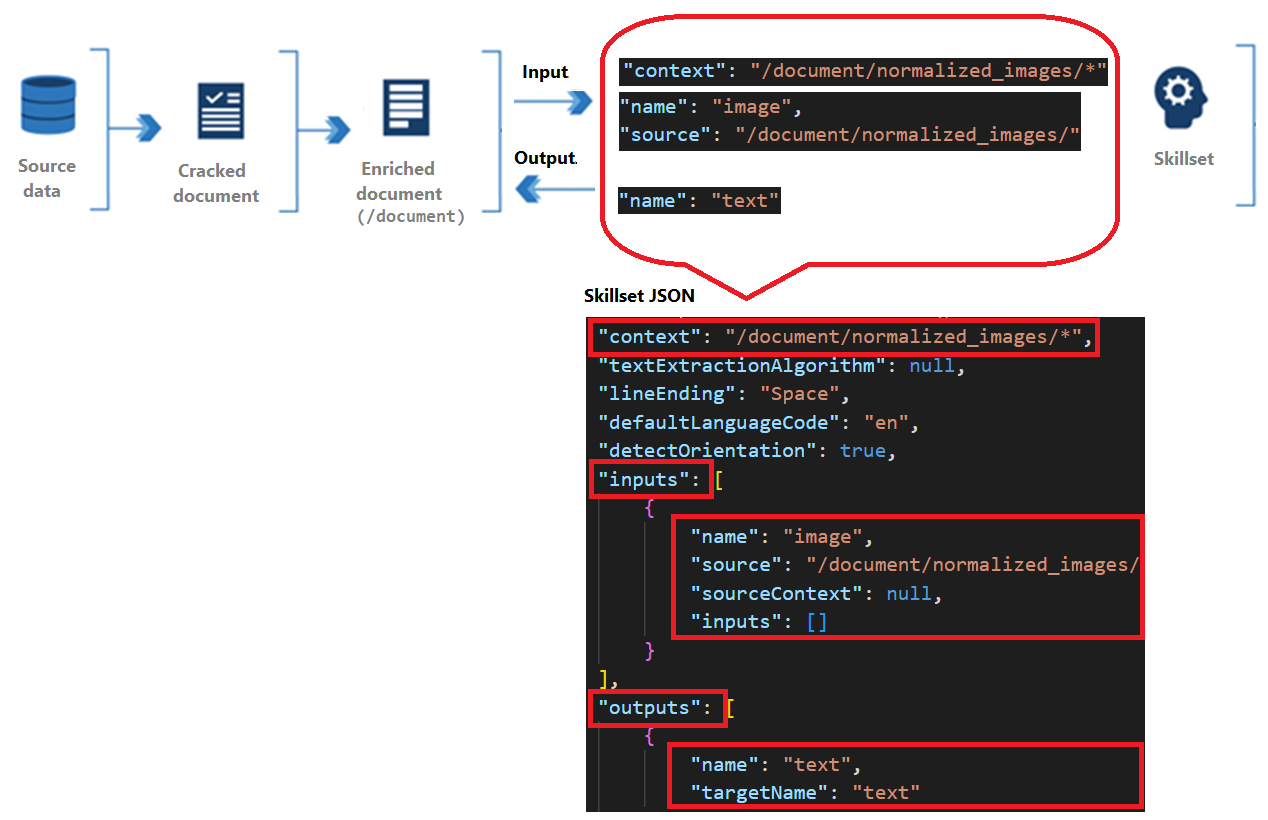 Source
data
Cracked
document
Enriched
document
(/document)
Input
Output.
"context": "/document/normalized_images/*"
"name": "image",
"source": "/document/normalized_images/"
"name": "text"
Skillset
Skillset JSON
"context": "/document/normalized_images/*",
"textExtractionAlgorithm": null,
"lineEnding": "Space",
"defaultLanguageCode": "en",
"detectOrientation": true,
"inputs": [
{
"name": "image",
"source": "/document/normalized_images/
"sourceContext": null,
"inputs": []
}
],
"outputs": [
{
"name": "text",
"targetName": "text"